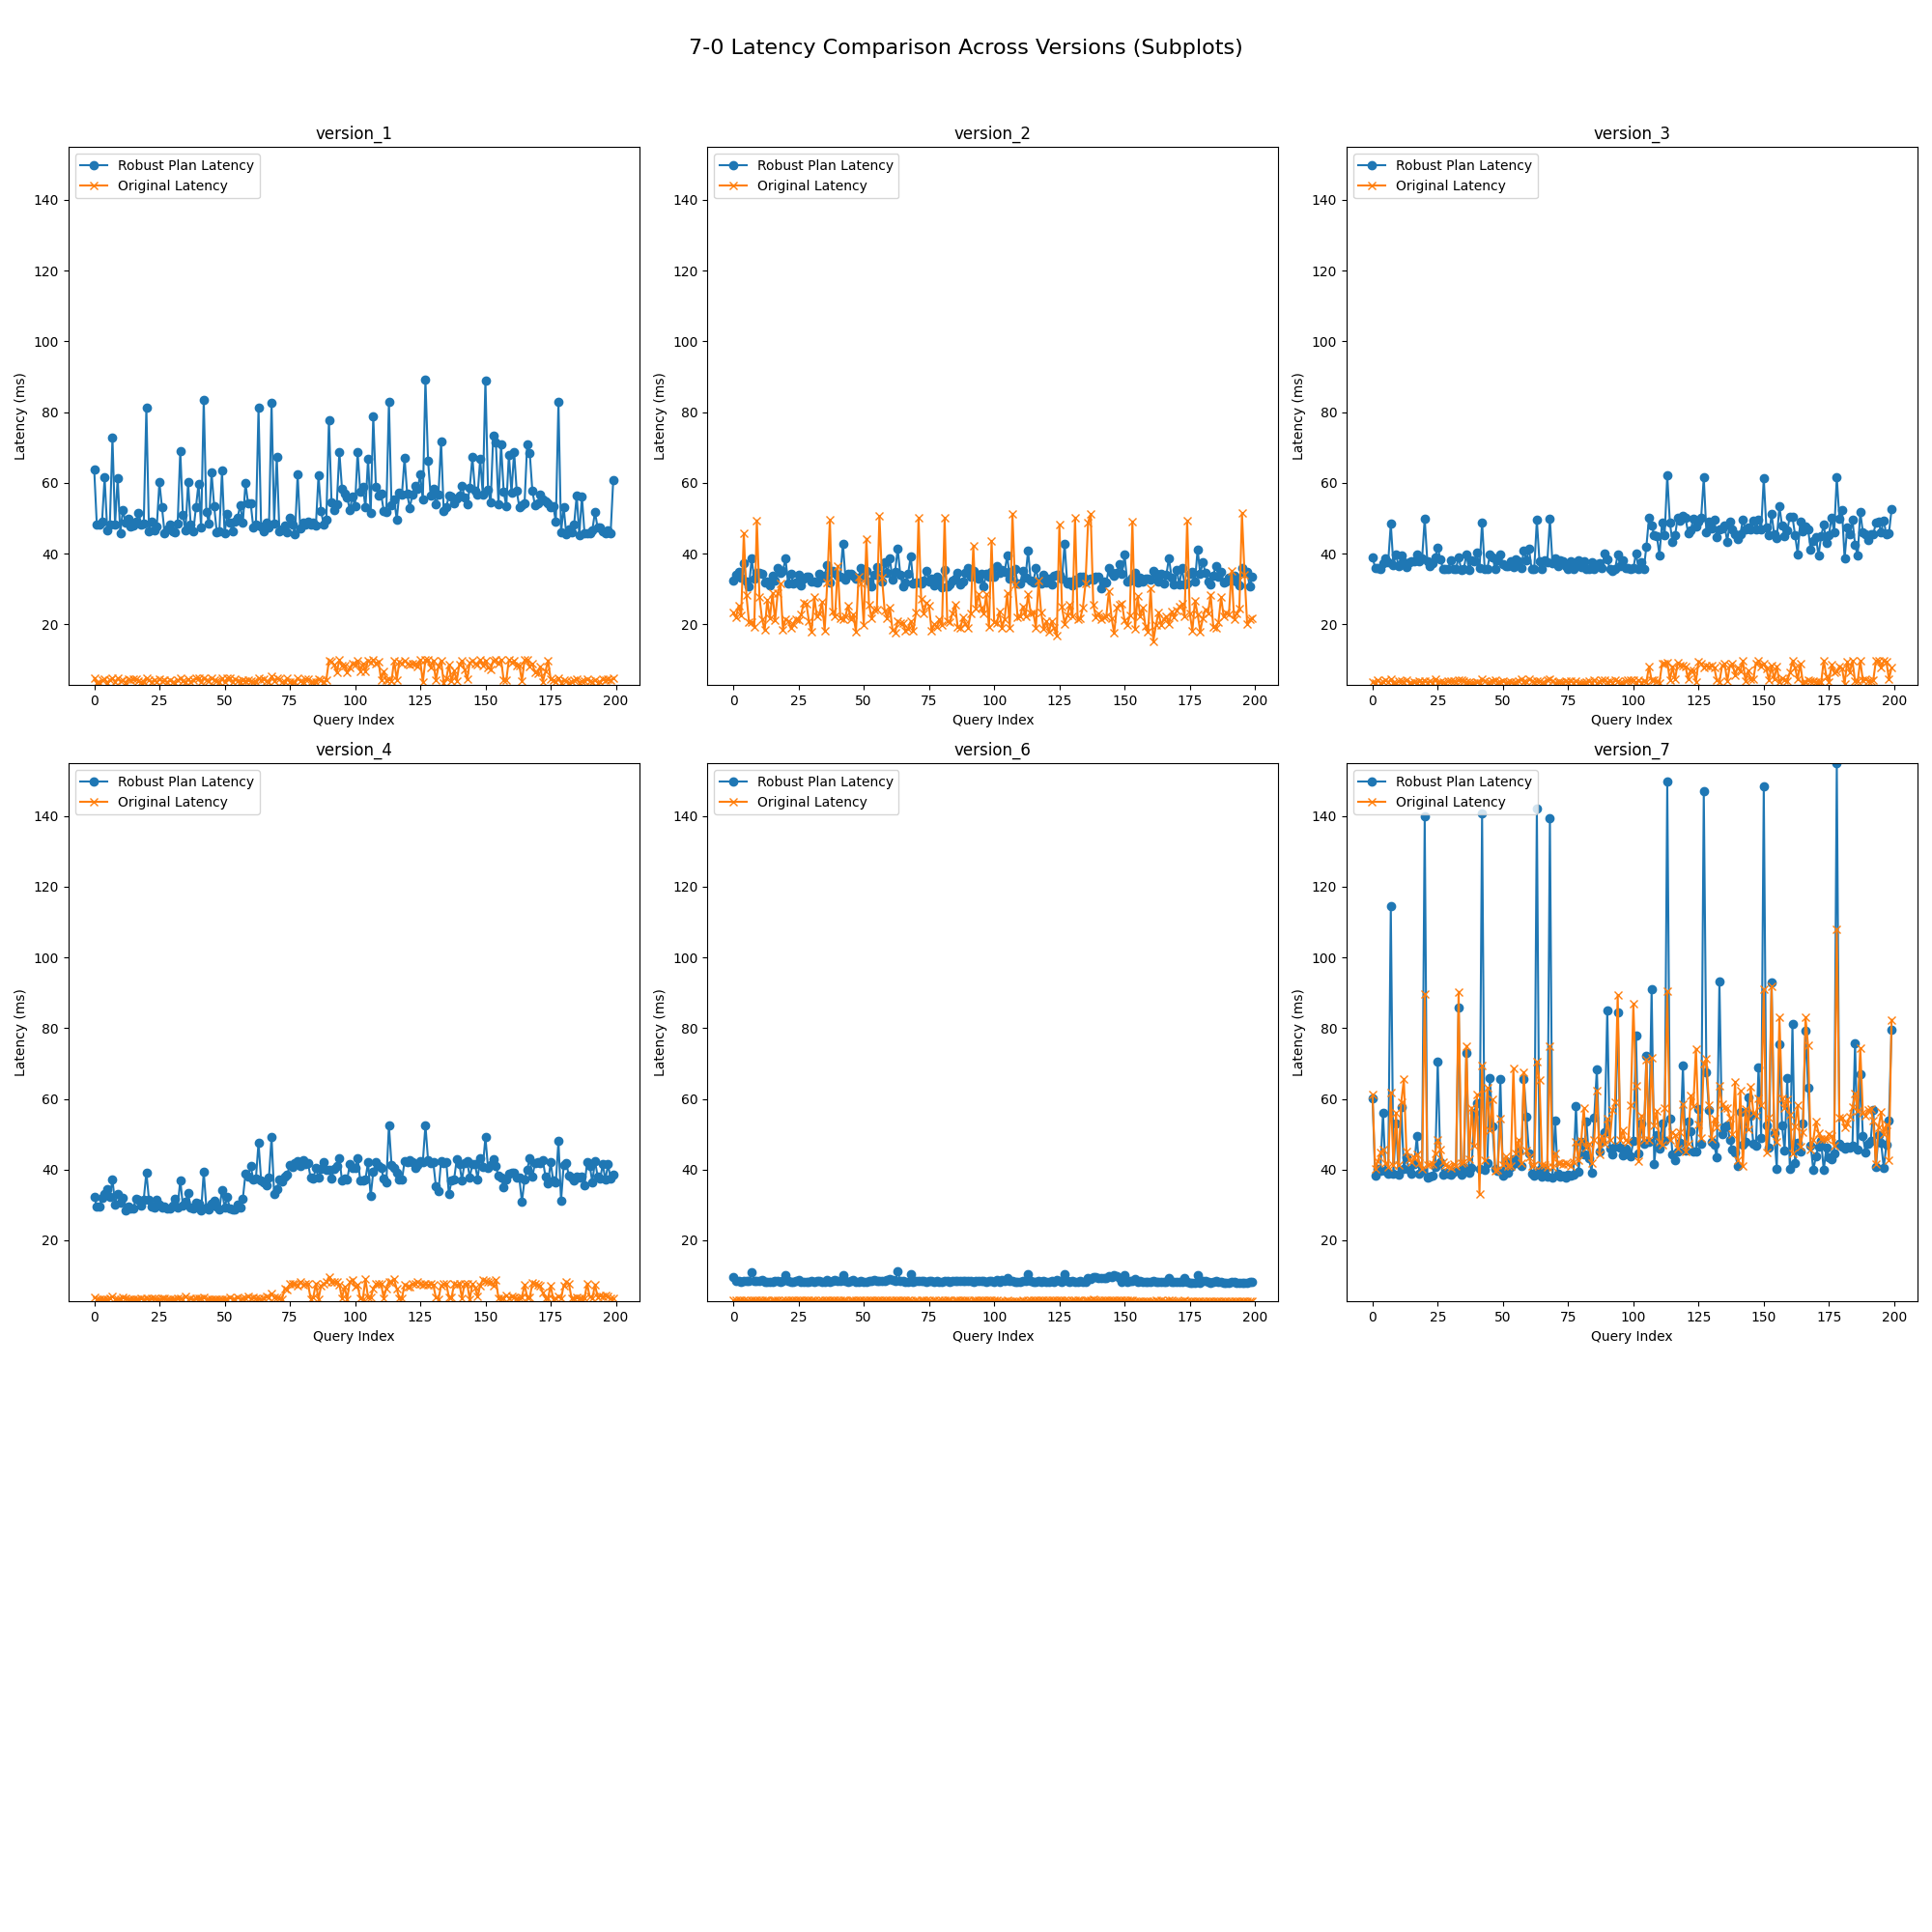 7-0 Latency Comparison Across Versions (Subplots)
version_1
Robust Plan Latency
Original Latency
Latency (ms)
140
120
100
80
60
40
20
0 25 50 75 100 125 150 175 200
Query Index
version_2
Robust Plan Latency
Original Latency
Latency (ms)
140
120
100
80
60
40
20
0 25 50 75 100 125 150 175 200
Query Index
version_3
Robust Plan Latency
Original Latency
Latency (ms)
140
120
100
80
60
40
20
0 25 50 75 100 125 150 175 200
Query Index
version_4
Robust Plan Latency
Original Latency
Latency (ms)
140
120
100
80
60
40
20
0 25 50 75 100 125 150 175 200
Query Index
version_6
Robust Plan Latency
Original Latency
Latency (ms)
140
120
100
80
60
40
20
0 25 50 75 100 125 150 175 200
Query Index
version_7
Robust Plan Latency
Original Latency
Latency (ms)
140
120
100
80
60
40
20
0 25 50 75 100 125 150 175 200
Query Index